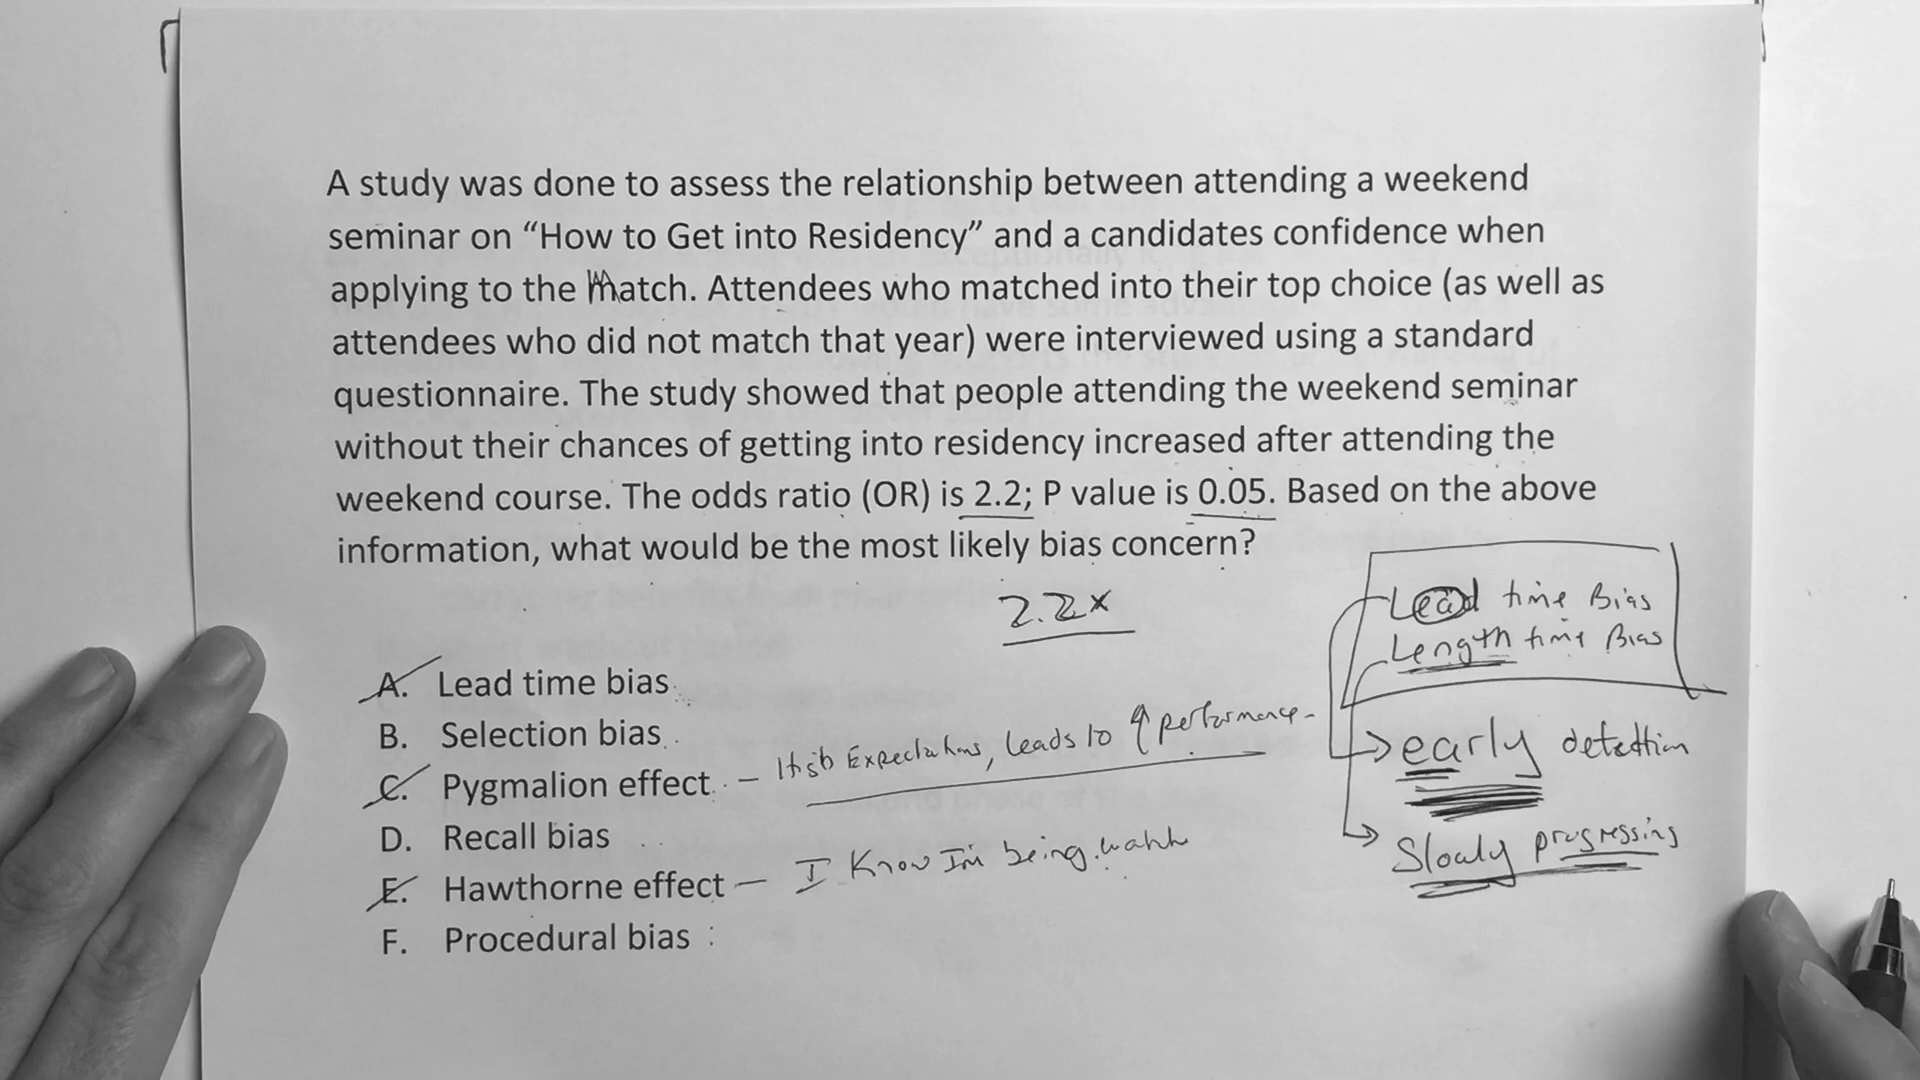 A study was done to assess the relationship between attending a weekend
seminar on “How to Get into Residency” and a candidates confidence when
applying to the Match. Attendees who matched into their top choice (as well as
attendees who did not match that year) were interviewed using a standard
questionnaire. The study showed that people attending the weekend seminar
without their chances of getting into residency increased after attending the
weekend course. The odds ratio (OR) is 2.2; P value is 0.05. Based on the above
information, what would be the most likely bias concern?
2.2x
Lead time Bias
Length time Bias
A. Lead time bias
B. Selection bias
C. Pygmalion effect – Expectations, leads to ↑ performance
early detection
D. Recall bias
E. Hawthorne effect – I Know I'm being
Slowly progressing
F. Procedural bias